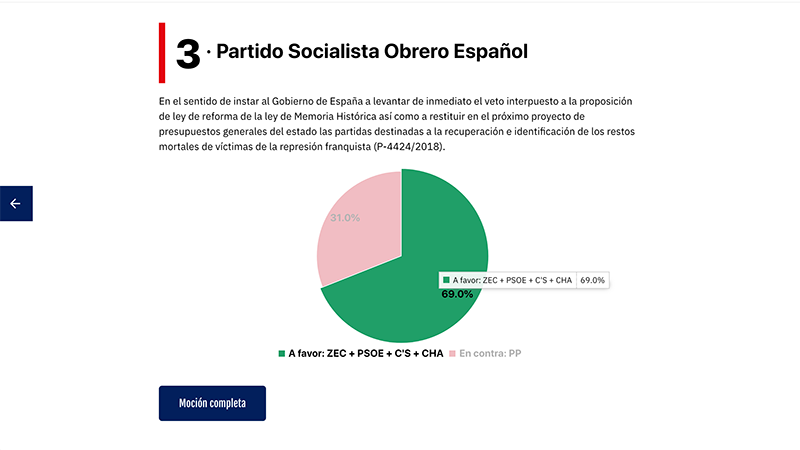 3 · Partido Socialista Obrero Español
En el sentido de instar al Gobierno de España a levantar de inmediato el veto interpuesto a la proposición
de ley de reforma de la ley de Memoria Histórica así como a restituir en el próximo proyecto de
presupuestos generales del estado las partidas destinadas a la recuperación e identificación de los restos
mortales de víctimas de la represión franquista (P-4424/2018).
31.0%
A favor: ZEC + PSOE + C'S + CHA 69.0%
69.0%
A favor: ZEC + PSOE + C'S + CHA En contra: PP
Moción completa